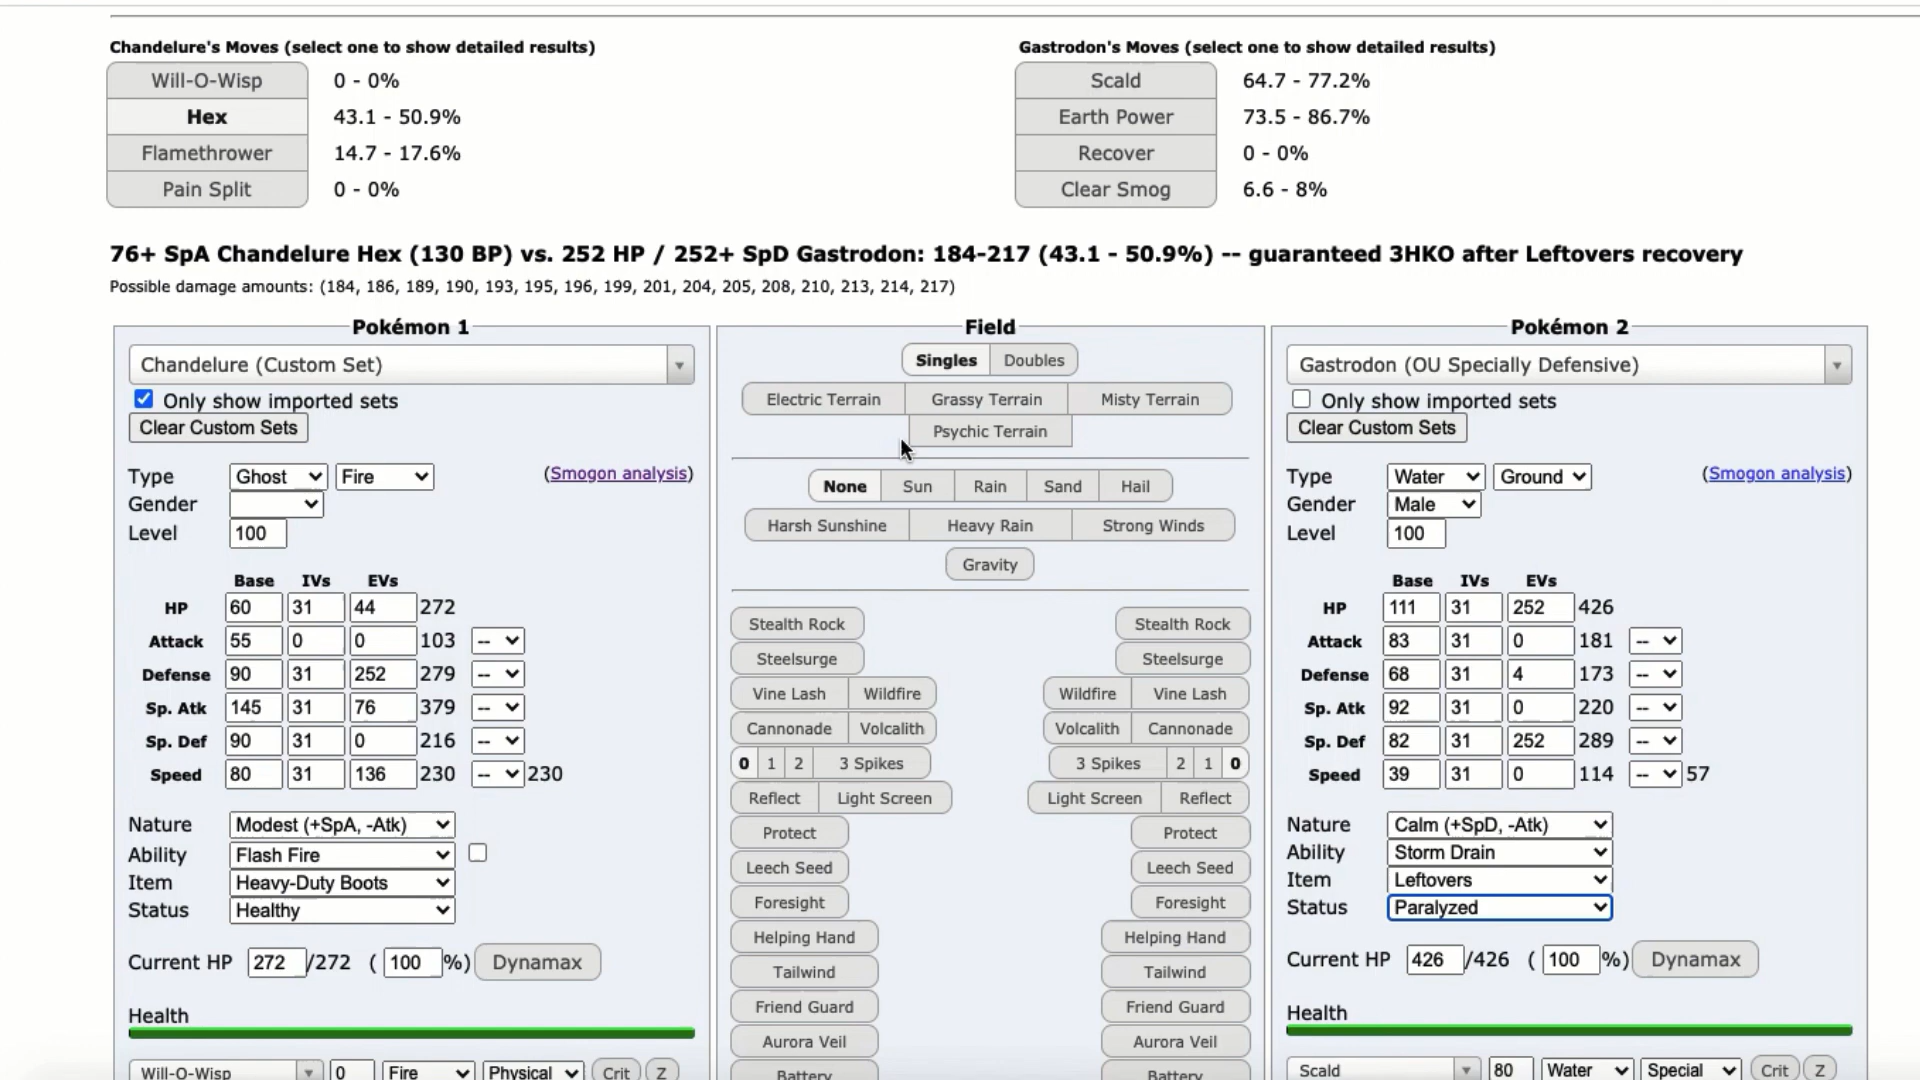 Chandelure's Moves (select one to show detailed results)
Gastrodon's Moves (select one to show detailed results)
Will-O-Wisp 0 - 0%
Scald 64.7 - 77.2%
Hex 43.1 - 50.9%
Earth Power 73.5 - 86.7%
Flamethrower 14.7 - 17.6%
Recover 0 - 0%
Pain Split 0 - 0%
Clear Smog 6.6 - 8%
76+ SpA Chandelure Hex (130 BP) vs. 252 HP / 252+ SpD Gastrodon: 184-217 (43.1 - 50.9%) -- guaranteed 3HKO after Leftovers recovery
Possible damage amounts: (184, 186, 189, 190, 193, 195, 196, 199, 201, 204, 205, 208, 210, 213, 214, 217)
Pokémon 1
Chandelure (Custom Set)
Only show imported sets
Clear Custom Sets
Type Ghost Fire (Smogon analysis)
Gender
Level 100
Base IVs EVs
HP 60 31 44 272
Attack 55 0 0 103 --
Defense 90 31 252 279 --
Sp. Atk 145 31 76 379 --
Sp. Def 90 31 0 216 --
Speed 80 31 136 230 -- 230
Nature Modest (+SpA, -Atk)
Ability Flash Fire
Item Heavy-Duty Boots
Status Healthy
Current HP 272 /272 ( 100 %) Dynamax
Health
Will-O-Wisp 0 Fire Physical Crit Z
Field
Singles Doubles
Electric Terrain Grassy Terrain Misty Terrain
Psychic Terrain
None Sun Rain Sand Hail
Harsh Sunshine Heavy Rain Strong Winds
Gravity
Stealth Rock Stealth Rock
Steelsurge Steelsurge
Vine Lash Wildfire Wildfire Vine Lash
Cannonade Volcalith Volcalith Cannonade
0 1 2 3 Spikes 3 Spikes 2 1 0
Reflect Light Screen Light Screen Reflect
Protect Protect
Leech Seed Leech Seed
Foresight Foresight
Helping Hand Helping Hand
Tailwind Tailwind
Friend Guard Friend Guard
Aurora Veil Aurora Veil
Battery Battery
Pokémon 2
Gastrodon (OU Specially Defensive)
Only show imported sets
Clear Custom Sets
Type Water Ground (Smogon analysis)
Gender Male
Level 100
Base IVs EVs
HP 111 31 252 426
Attack 83 31 0 181 --
Defense 68 31 4 173 --
Sp. Atk 92 31 0 220 --
Sp. Def 82 31 252 289 --
Speed 39 31 0 114 -- 57
Nature Calm (+SpD, -Atk)
Ability Storm Drain
Item Leftovers
Status Paralyzed
Current HP 426 /426 ( 100 %) Dynamax
Health
Scald 80 Water Special Crit Z